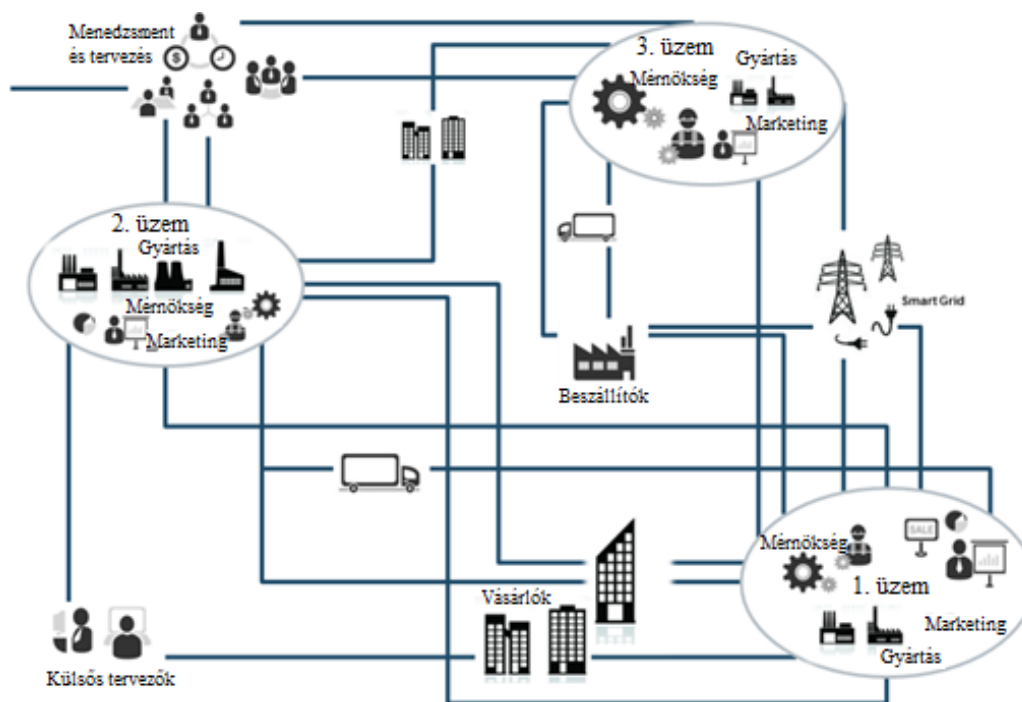 Menedzsment
és tervezés
3. üzem
Gyártás
Mérnökség
Marketing
2. üzem
Gyártás
Mérnökség
Marketing
Smart Grid
Beszállítók
SALE
Mérnökség
1. üzem
Marketing
Gyártás
Vásárlók
Külsős tervezők